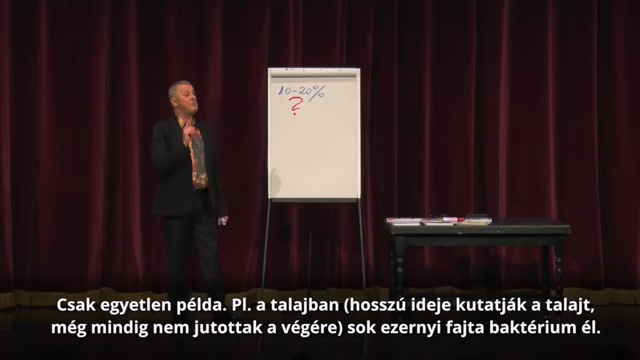 10-20%
?
Csak egyetlen példa. Pl. a talajban (hosszú ideje kutatják a talajt,
még mindig nem jutottak a végére) sok ezernyi fajta baktérium él.